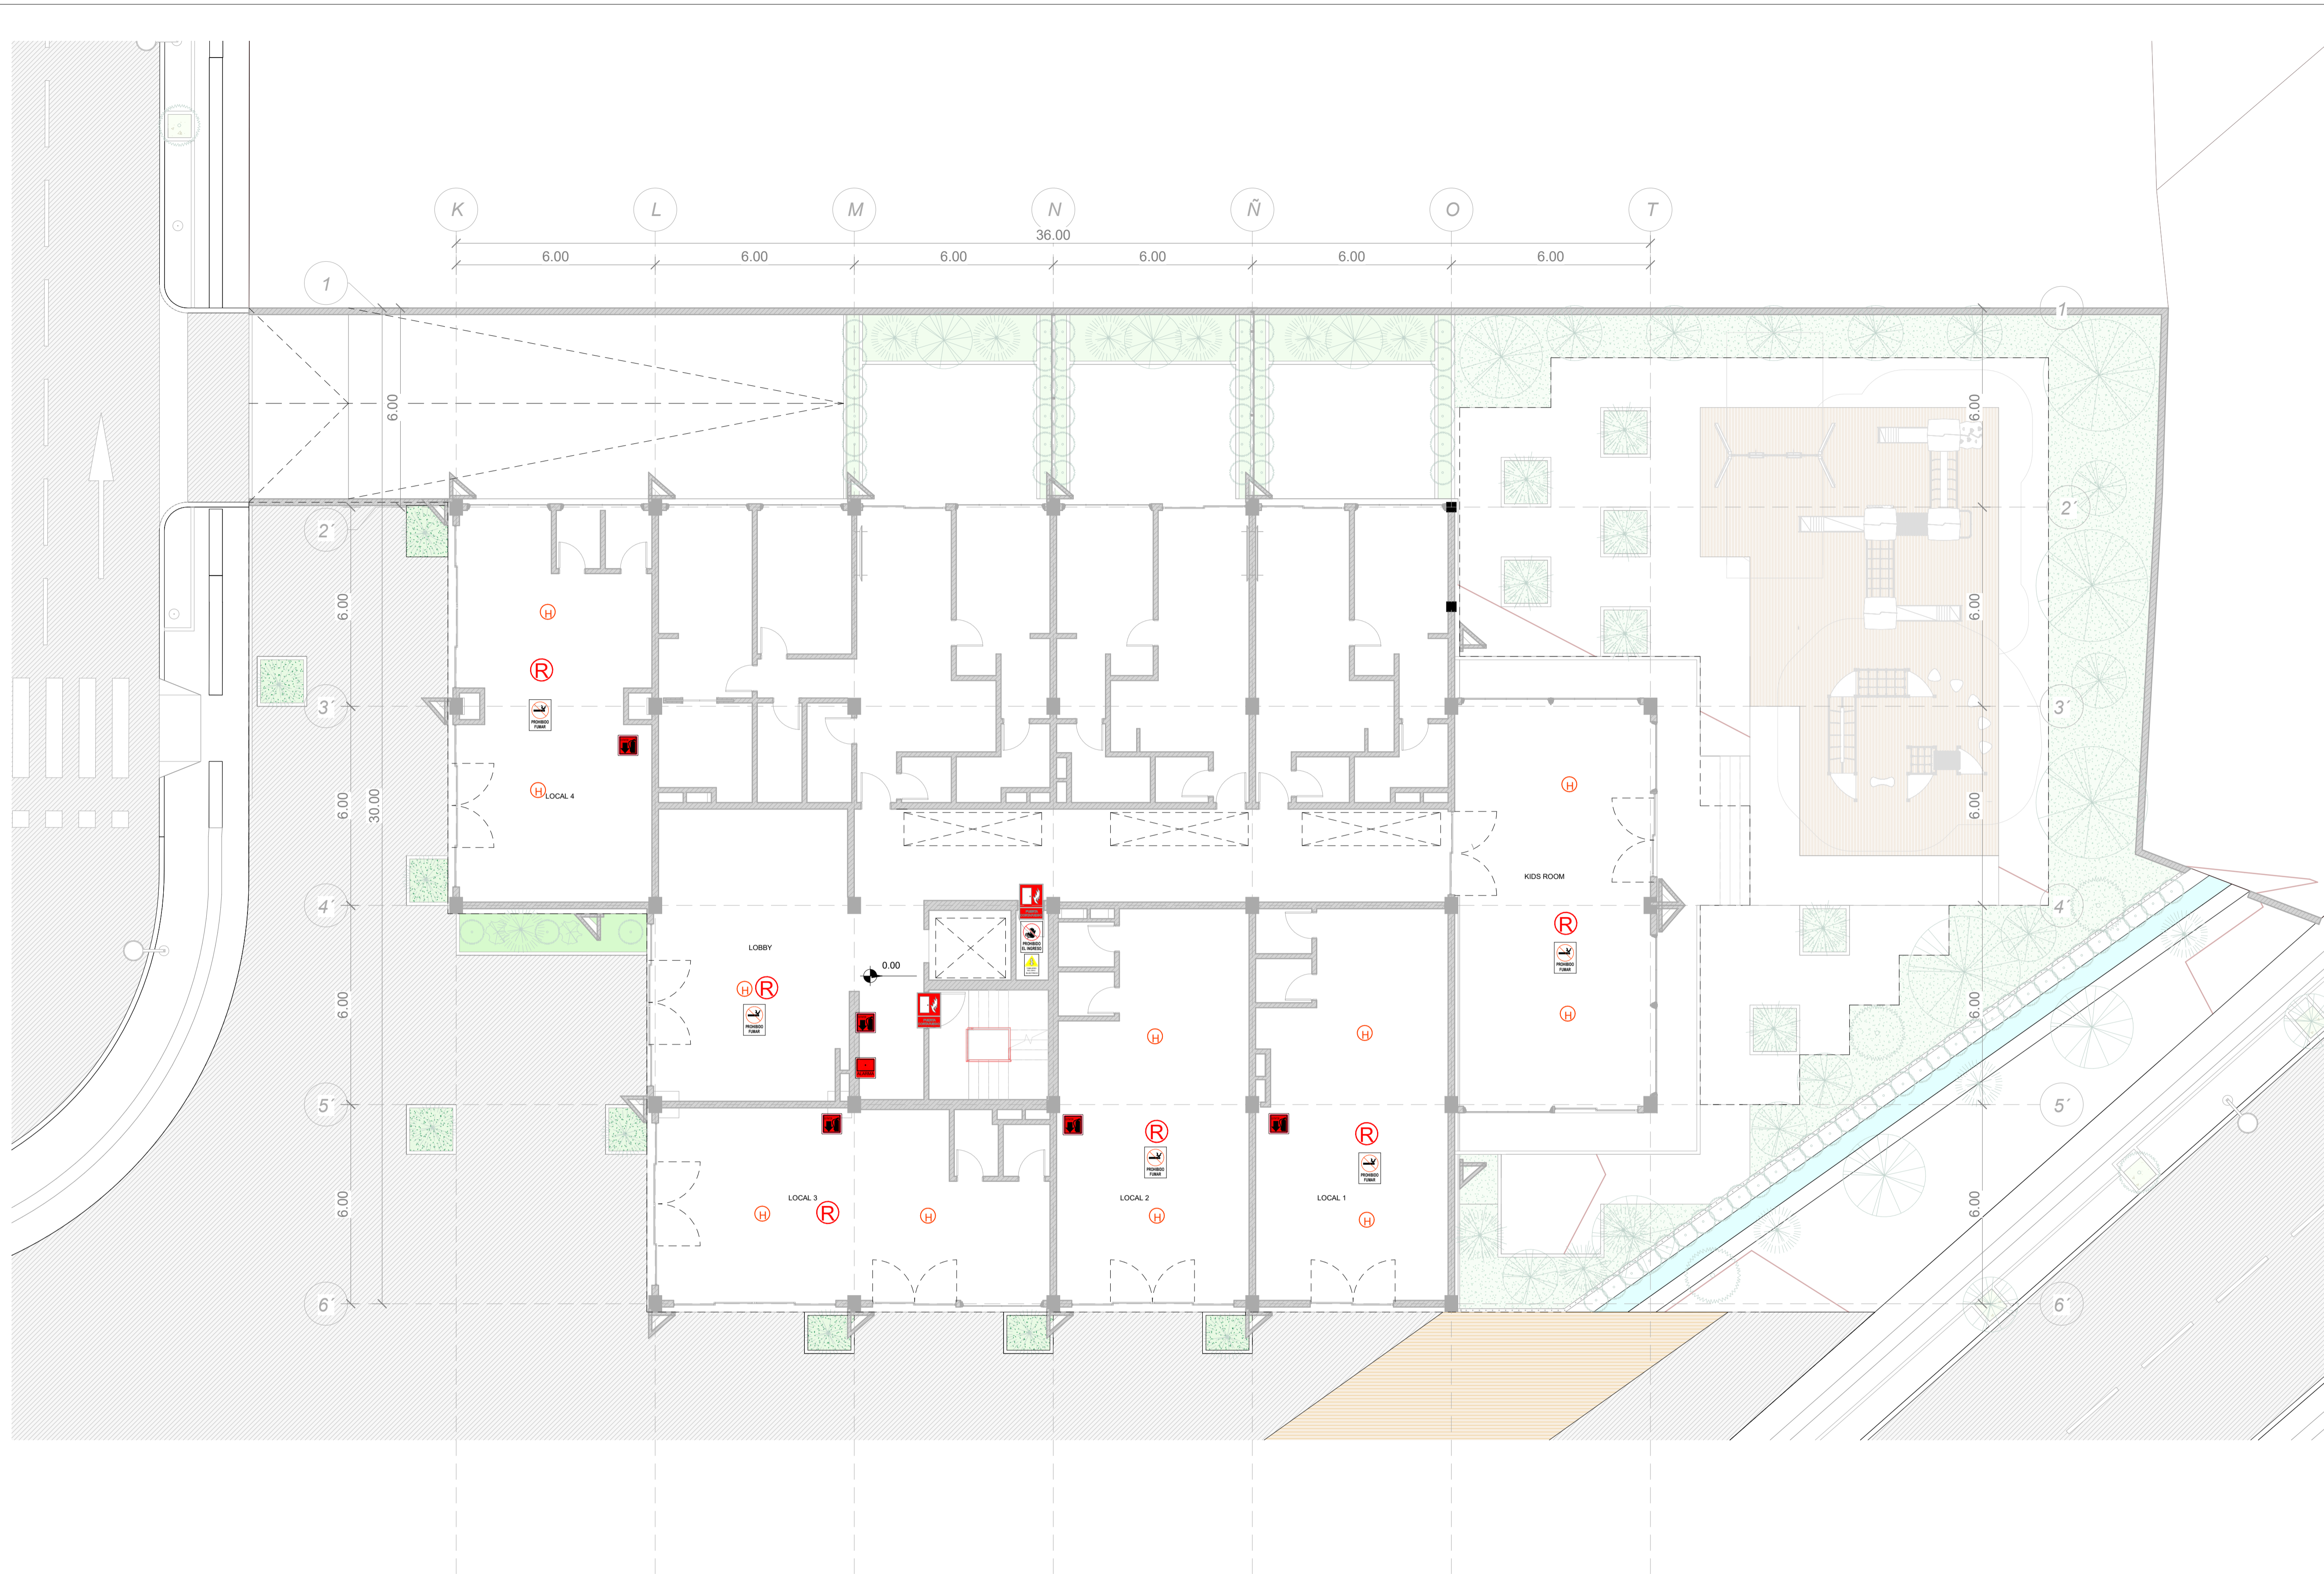 K L M N Ñ O T
36.00
6.00 6.00 6.00 6.00 6.00 6.00
1
1
6.00
6.00
2´
2´
H
6.00
6.00
R
3´
3´
PROHIBIDO
FUMAR
H
H
LOCAL 4
6.00
30.00
6.00
KIDS ROOM
4´
4´
R
PROHIBIDO
EL INGRESO
LOBBY
PROHIBIDO
FUMAR
0.00
H
R
PROHIBIDO
FUMAR
6.00
6.00
H
H
H
5´
5´
R
R
PROHIBIDO
FUMAR
PROHIBIDO
FUMAR
LOCAL 3
LOCAL 2
LOCAL 1
6.00
6.00
H
R
H
H
H
6´
6´